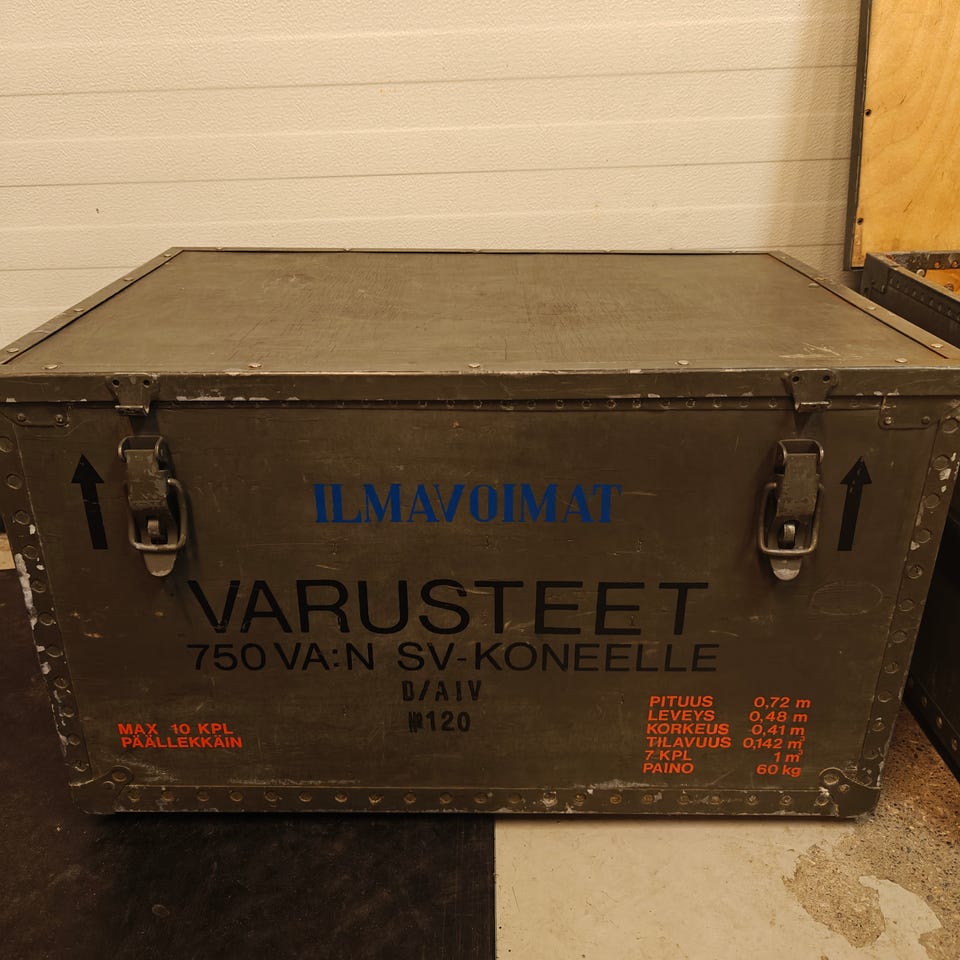 ILMAVOIMAT
VARUSTEET
750 VA:N SV-KONEELLE
D/AIV
№120
MAX 10 KPL
PÄÄLLEKKÄIN
PITUUS 0,72 m
LEVEYS 0,48 m
KORKEUS 0,41 m
TILAVUUS 0,142 m³
7 KPL 1 m³
PAINO 60 kg